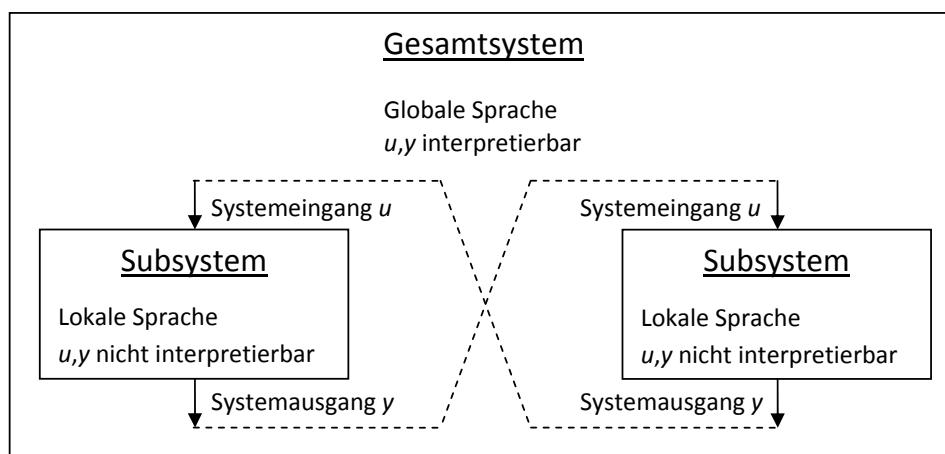 Gesamtsystem
Globale Sprache
u,y interpretierbar
Systemeingang u
Systemeingang u
Subsystem
Lokale Sprache
u,y nicht interpretierbar
Subsystem
Lokale Sprache
u,y nicht interpretierbar
Systemausgang y
Systemausgang y